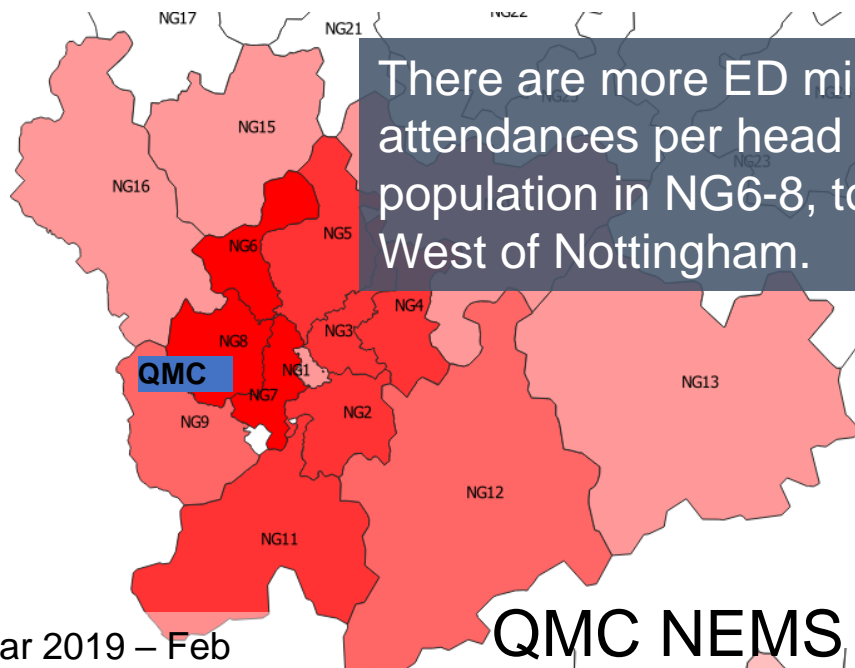 NG17
NG21
NG22
There are more ED mi
attendances per head
population in NG6-8, to
West of Nottingham.
NG23
NG15
NG16
NG5
NG6
NG4
NG3
NG8
NG1
QMC
NG7
NG13
NG2
NG9
NG12
NG11
ar 2019 – Feb
QMC NEMS